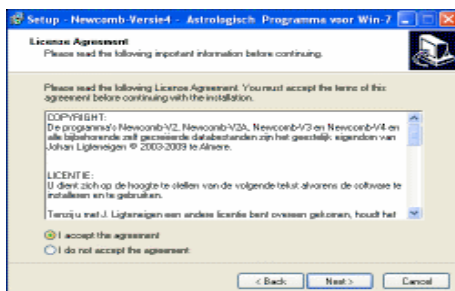 Setup - Newcomb-Versie4 - Astrologisch Programma voor Win-7
License Agreement
Please read the following important information before continuing.
Please read the following License Agreement. You must accept the terms of this
agreement before continuing with the installation.
COPYRIGHT:
De programma's Newcomb-V2, Newcomb-V2A, Newcomb-V3 en Newcomb-V4 en
alle bijbehorende zelf gecreëerde databestanden zijn het geestelijk eigendom van
Johan Ligteneigen © 2003-2009 te Almere.
LICENTIE:
U dient zich op de hoogte te stellen van de volgende tekst alvorens de software te
installeren en te gebruiken.
Tenzij u met J. Ligteneigen een andere licentie bent overeen gekomen, houdt het
I accept the agreement
I do not accept the agreement
< Back
Next >
Cancel